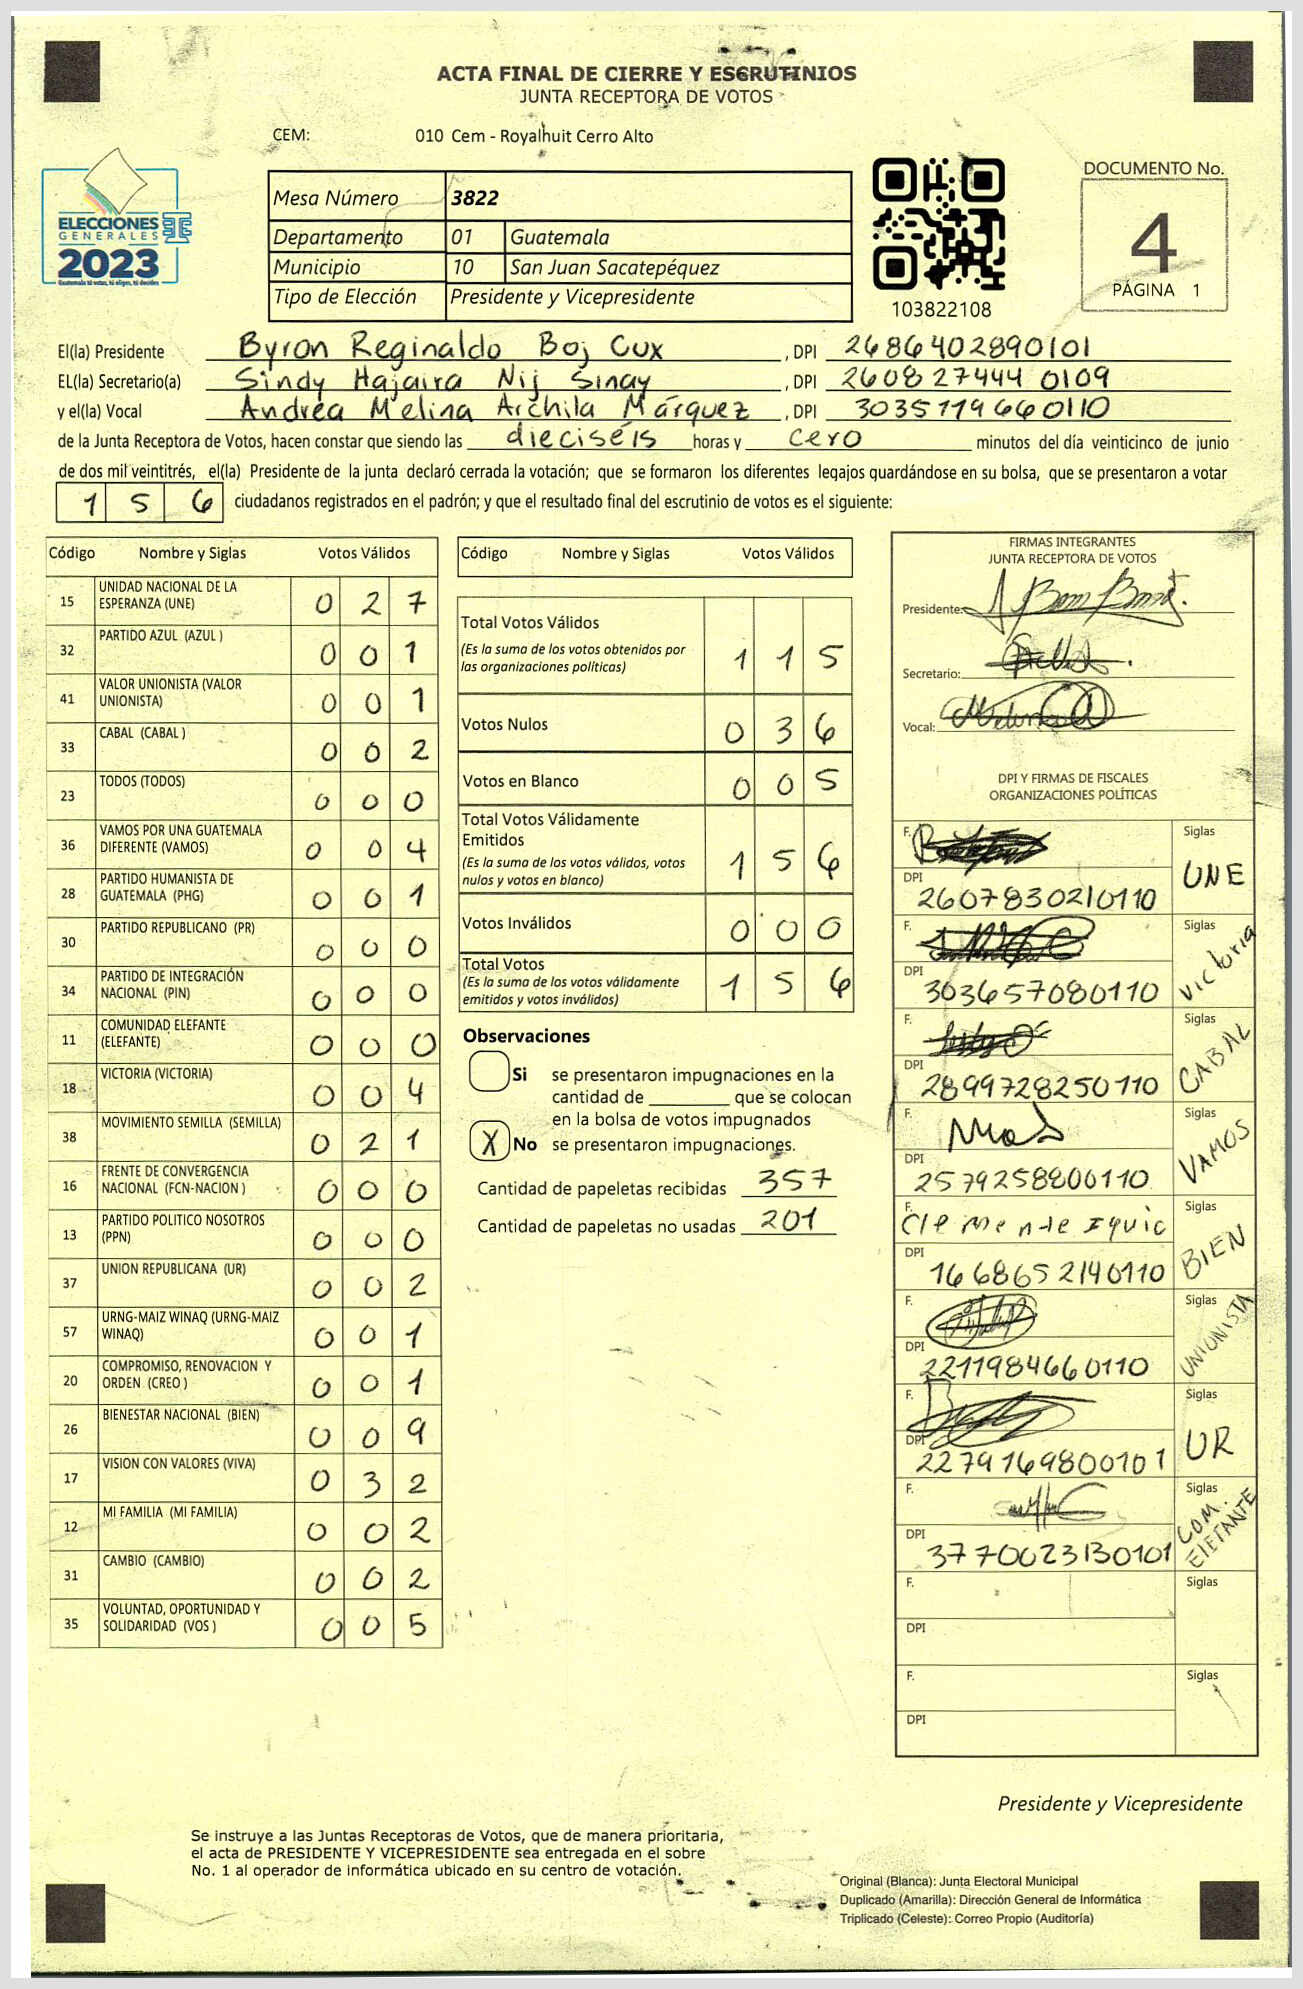 ACTA FINAL DE CIERRE Y ESCRUTINIOS
JUNTA RECEPTORA DE VOTOS
CEM: 010 Cem - Royalhuit Cerro Alto
ELECCIONES
GENERALES
2023
Guatemala tú votas, tú eliges, tú decides
TSE
Mesa Número 3822
Departamento 01 Guatemala
Municipio 10 San Juan Sacatepéquez
Tipo de Elección Presidente y Vicepresidente
103822108
DOCUMENTO No.
4
PÁGINA 1
El(la) Presidente Byron Reginaldo Boj Cux , DPI 2686402890101
EL(la) Secretario(a) Sindy Hajaira Nij Sinay , DPI 2608274440109
y el(la) Vocal Andrea Melina Archila Márquez , DPI 3035119660110
de la Junta Receptora de Votos, hacen constar que siendo las dieciséis horas y cero minutos del día veinticinco de junio
de dos mil veintitrés, el(la) Presidente de la junta declaró cerrada la votación; que se formaron los diferentes legajos guardándose en su bolsa, que se presentaron a votar
1 5 6 ciudadanos registrados en el padrón; y que el resultado final del escrutinio de votos es el siguiente:
Código Nombre y Siglas Votos Válidos
15 UNIDAD NACIONAL DE LA ESPERANZA (UNE) 0 2 7
32 PARTIDO AZUL (AZUL ) 0 0 1
41 VALOR UNIONISTA (VALOR UNIONISTA) 0 0 1
33 CABAL (CABAL ) 0 0 2
23 TODOS (TODOS) 0 0 0
36 VAMOS POR UNA GUATEMALA DIFERENTE (VAMOS) 0 0 4
28 PARTIDO HUMANISTA DE GUATEMALA (PHG) 0 0 1
30 PARTIDO REPUBLICANO (PR) 0 0 0
34 PARTIDO DE INTEGRACIÓN NACIONAL (PIN) 0 0 0
11 COMUNIDAD ELEFANTE (ELEFANTE) 0 0 0
18 VICTORIA (VICTORIA) 0 0 4
38 MOVIMIENTO SEMILLA (SEMILLA) 0 2 1
16 FRENTE DE CONVERGENCIA NACIONAL (FCN-NACION ) 0 0 0
13 PARTIDO POLITICO NOSOTROS (PPN) 0 0 0
37 UNION REPUBLICANA (UR) 0 0 2
57 URNG-MAIZ WINAQ (URNG-MAIZ WINAQ) 0 0 1
20 COMPROMISO, RENOVACION Y ORDEN (CREO ) 0 0 1
26 BIENESTAR NACIONAL (BIEN) 0 0 9
17 VISION CON VALORES (VIVA) 0 3 2
12 MI FAMILIA (MI FAMILIA) 0 0 2
31 CAMBIO (CAMBIO) 0 0 2
35 VOLUNTAD, OPORTUNIDAD Y SOLIDARIDAD (VOS ) 0 0 5
Código Nombre y Siglas Votos Válidos
Total Votos Válidos 1 1 5
(Es la suma de los votos obtenidos por
las organizaciones políticas)
Votos Nulos 0 3 6
Votos en Blanco 0 0 5
Total Votos Válidamente
Emitidos 1 5 6
(Es la suma de los votos válidos, votos
nulos y votos en blanco)
Votos Inválidos 0 0 0
Total Votos 1 5 6
(Es la suma de los votos válidamente
emitidos y votos inválidos)
Observaciones
Si se presentaron impugnaciones en la
cantidad de ________ que se colocan
en la bolsa de votos impugnados
X No se presentaron impugnaciones.
Cantidad de papeletas recibidas 357
Cantidad de papeletas no usadas 201
FIRMAS INTEGRANTES
JUNTA RECEPTORA DE VOTOS
Presidente:
Secretario:
Vocal:
DPI Y FIRMAS DE FISCALES
ORGANIZACIONES POLÍTICAS
F. Siglas UNE
DPI 2607830210110
F. Siglas Victoria
DPI 303657080110
F. Siglas CABAL
DPI 2899728250110
F. Siglas VAMOS
DPI 2579258800110
F. Clemente Iquic Siglas BIEN
DPI 1668652140110
F. Siglas UNIONISTA
DPI 2211984660110
F. Siglas UR
DPI 2279169800101
F. Siglas COM. ElEFANTE
DPI 3770023130101
F. Siglas
DPI
F. Siglas
DPI
Presidente y Vicepresidente
Se instruye a las Juntas Receptoras de Votos, que de manera prioritaria,
el acta de PRESIDENTE Y VICEPRESIDENTE sea entregada en el sobre
No. 1 al operador de informática ubicado en su centro de votación.
Original (Blanca): Junta Electoral Municipal
Duplicado (Amarilla): Dirección General de Informática
Triplicado (Celeste): Correo Propio (Auditoría)